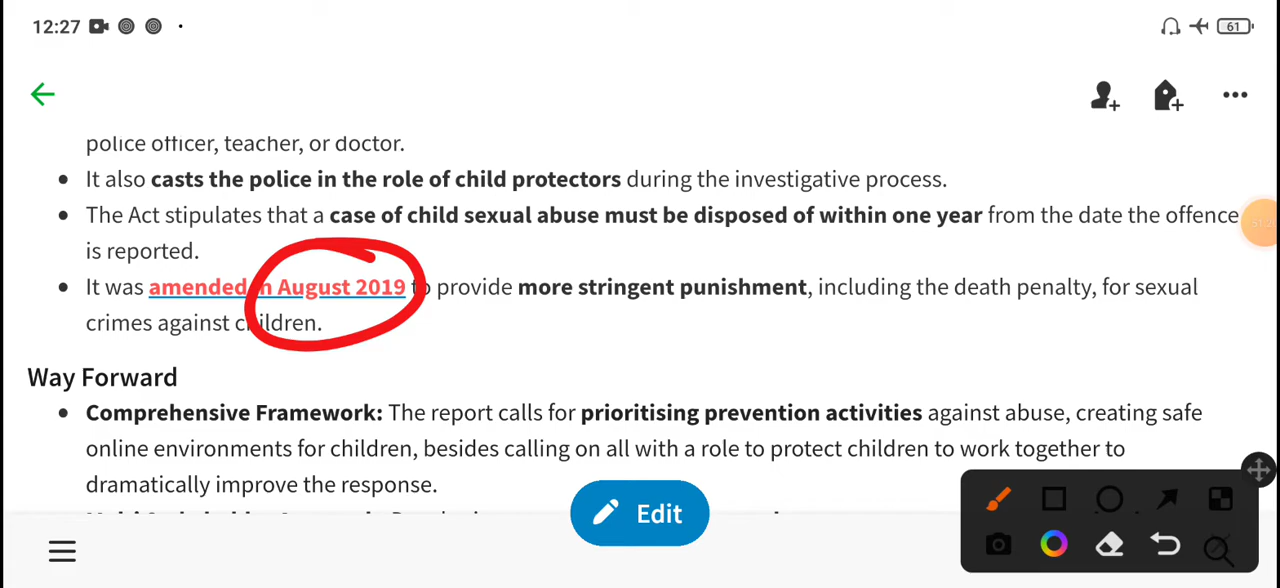 12:27
61
police officer, teacher, or doctor.
It also casts the police in the role of child protectors during the investigative process.
The Act stipulates that a case of child sexual abuse must be disposed of within one year from the date the offence
is reported.
It was amended in August 2019 to provide more stringent punishment, including the death penalty, for sexual
crimes against children.
Way Forward
Comprehensive Framework: The report calls for prioritising prevention activities against abuse, creating safe
online environments for children, besides calling on all with a role to protect children to work together to
dramatically improve the response.
Edit